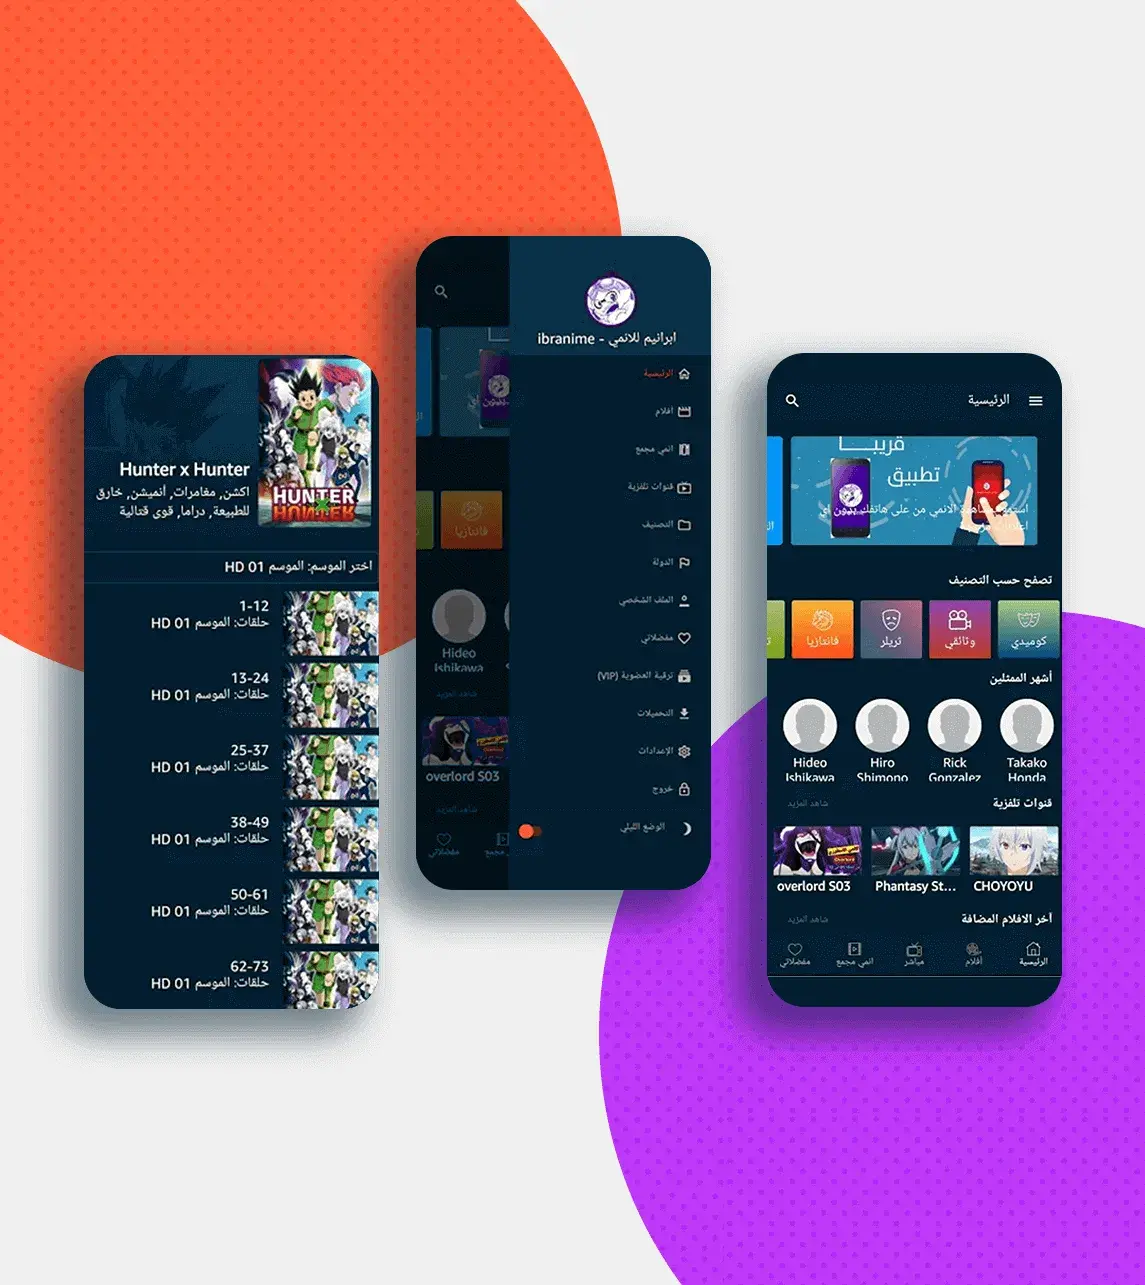 Hunter x Hunter
اكشن, مغامرات, أنميشن, خارق
للطبيعة, دراما, قوى قتالية
HUNTER
HUNTER
اختر الموسم: الموسم 01 HD
1-12
حلقات: الموسم 01 HD
13-24
حلقات: الموسم 01 HD
25-37
حلقات: الموسم 01 HD
38-49
حلقات: الموسم 01 HD
50-61
حلقات: الموسم 01 HD
62-73
حلقات: الموسم 01 HD
ابرانيم للانمي - ibranime
الرئيسية
افلام
انمي مجمع
قنوات تلفزية
التصنيف
الدولة
الملف الشخصي
مفضلاتي
ترقية العضوية (VIP)
التحميلات
الإعدادات
خروج
الوضع الليلي
فانتازيا
Hideo
Ishikawa
شاهد المزيد
overlord S03
شاهد المزيد
مفضلاتي
انمي مجمع
الرئيسية
قريبا
تطبيق
بدون اي
تصفح حسب التصنيف
كوميدي
وثائقي
تريلر
فانتازيا
أشهر الممثلين
Hideo
Ishikawa
Hiro
Shimono
Rick
Gonzalez
Takako
Honda
قنوات تلفزية
شاهد المزيد
overlord S03
Phantasy St...
CHOYOYU
آخر الافلام المضافة
شاهد المزيد
الرئيسية
أفلام
مباشر
انمي مجمع
مفضلاتي